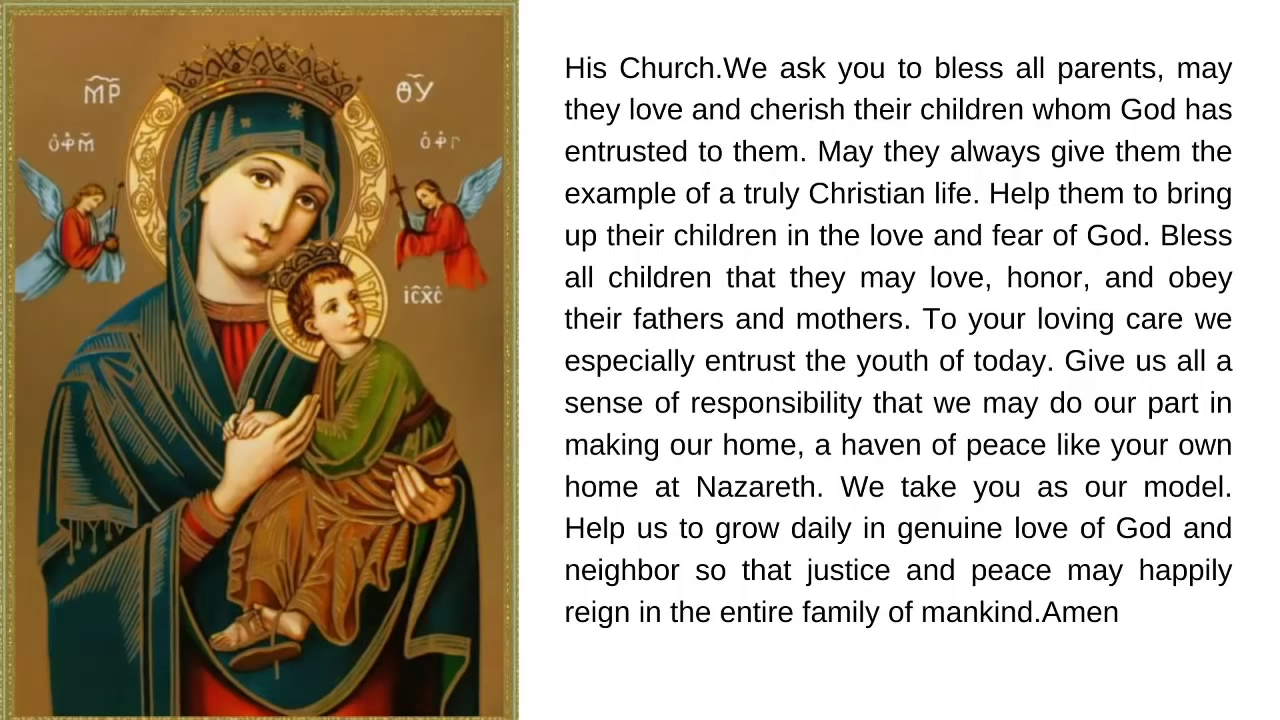 ΜΡ
ΘΥ
ὀφм
ὀφг
ic̑xc̑
His Church.We ask you to bless all parents, may
they love and cherish their children whom God has
entrusted to them. May they always give them the
example of a truly Christian life. Help them to bring
up their children in the love and fear of God. Bless
all children that they may love, honor, and obey
their fathers and mothers. To your loving care we
especially entrust the youth of today. Give us all a
sense of responsibility that we may do our part in
making our home, a haven of peace like your own
home at Nazareth. We take you as our model.
Help us to grow daily in genuine love of God and
neighbor so that justice and peace may happily
reign in the entire family of mankind.Amen